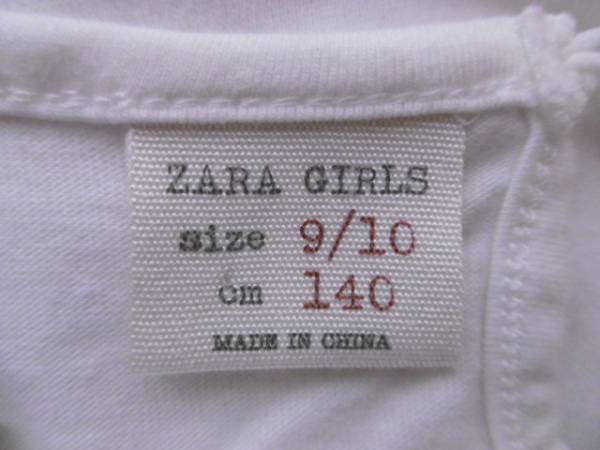 ZARA GIRLS
size 9/10
cm 140
MADE IN CHINA